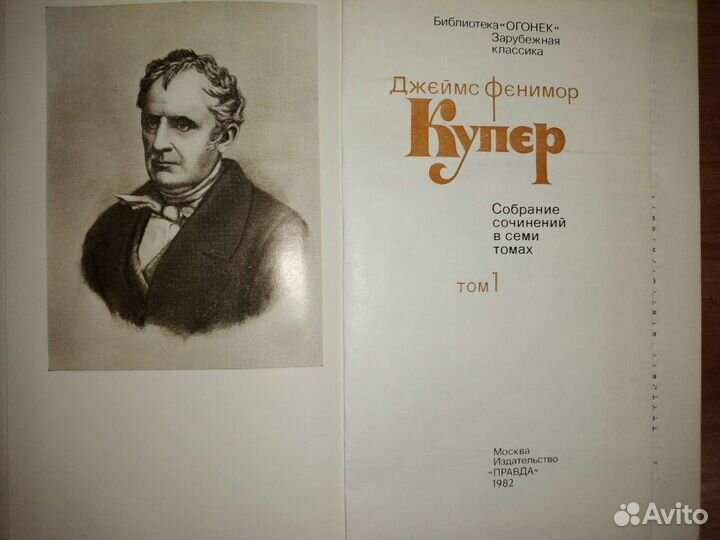 Библиотека "ОГОНЕК"
Зарубежная
классика
Джеймс Фенимор
Купер
Собрание
сочинений
в семи
томах
том 1
Москва
Издательство
"ПРАВДА"
1982
Avito